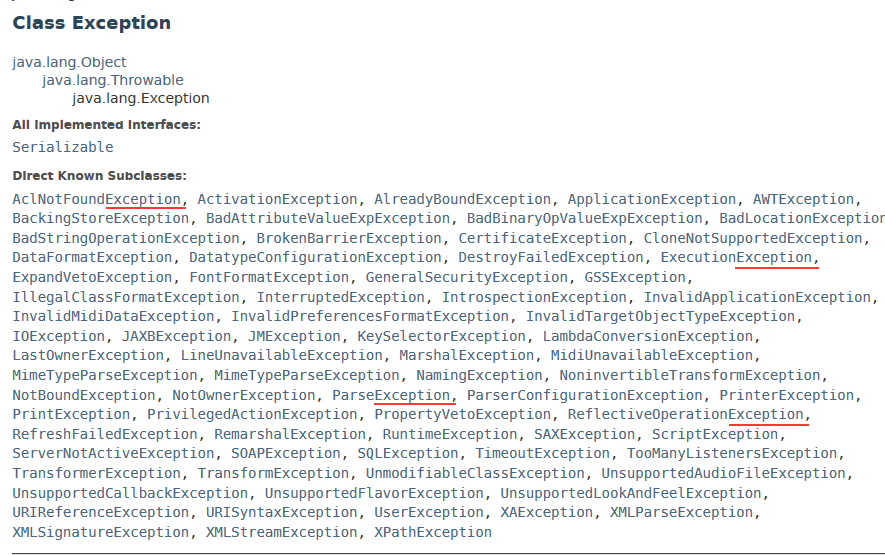 Class Exception
java.lang.Object
java.lang.Throwable
java.lang.Exception
All Implemented Interfaces:
Serializable
Direct Known Subclasses:
AclNotFoundException, ActivationException, AlreadyBoundException, ApplicationException, AWTException,
BackingStoreException, BadAttributeValueExpException, BadBinaryOpValueExpException, BadLocationException
BadStringOperationException, BrokenBarrierException, CertificateException, CloneNotSupportedException,
DataFormatException, DatatypeConfigurationException, DestroyFailedException, ExecutionException,
ExpandVetoException, FontFormatException, GeneralSecurityException, GSSException,
IllegalClassFormatException, InterruptedException, IntrospectionException, InvalidApplicationException,
InvalidMidiDataException, InvalidPreferencesFormatException, InvalidTargetObjectTypeException,
IOException, JAXBException, JMException, KeySelectorException, LambdaConversionException,
LastOwnerException, LineUnavailableException, MarshalException, MidiUnavailableException,
MimeTypeParseException, MimeTypeParseException, NamingException, NoninvertibleTransformException,
NotBoundException, NotOwnerException, ParseException, ParserConfigurationException, PrinterException,
PrintException, PrivilegedActionException, PropertyVetoException, ReflectiveOperationException,
RefreshFailedException, RemarshalException, RuntimeException, SAXException, ScriptException,
ServerNotActiveException, SOAPException, SQLException, TimeoutException, TooManyListenersException,
TransformerException, TransformException, UnmodifiableClassException, UnsupportedAudioFileException,
UnsupportedCallbackException, UnsupportedFlavorException, UnsupportedLookAndFeelException,
URIReferenceException, URISyntaxException, UserException, XAException, XMLParseException,
XMLSignatureException, XMLStreamException, XPathException